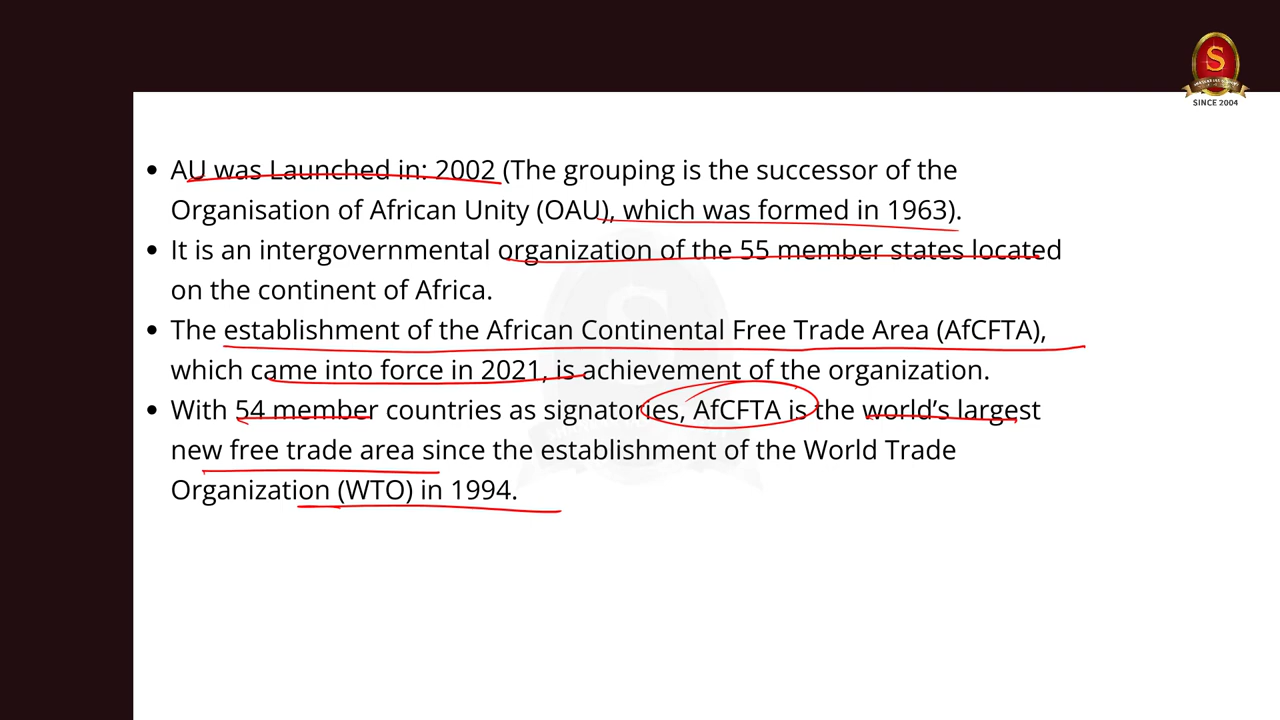 S
SINCE 2004
• AU was Launched in: 2002 (The grouping is the successor of the
Organisation of African Unity (OAU), which was formed in 1963).
• It is an intergovernmental organization of the 55 member states located
on the continent of Africa.
• The establishment of the African Continental Free Trade Area (AfCFTA),
which came into force in 2021, is achievement of the organization.
• With 54 member countries as signatories, AfCFTA is the world’s largest
new free trade area since the establishment of the World Trade
Organization (WTO) in 1994.